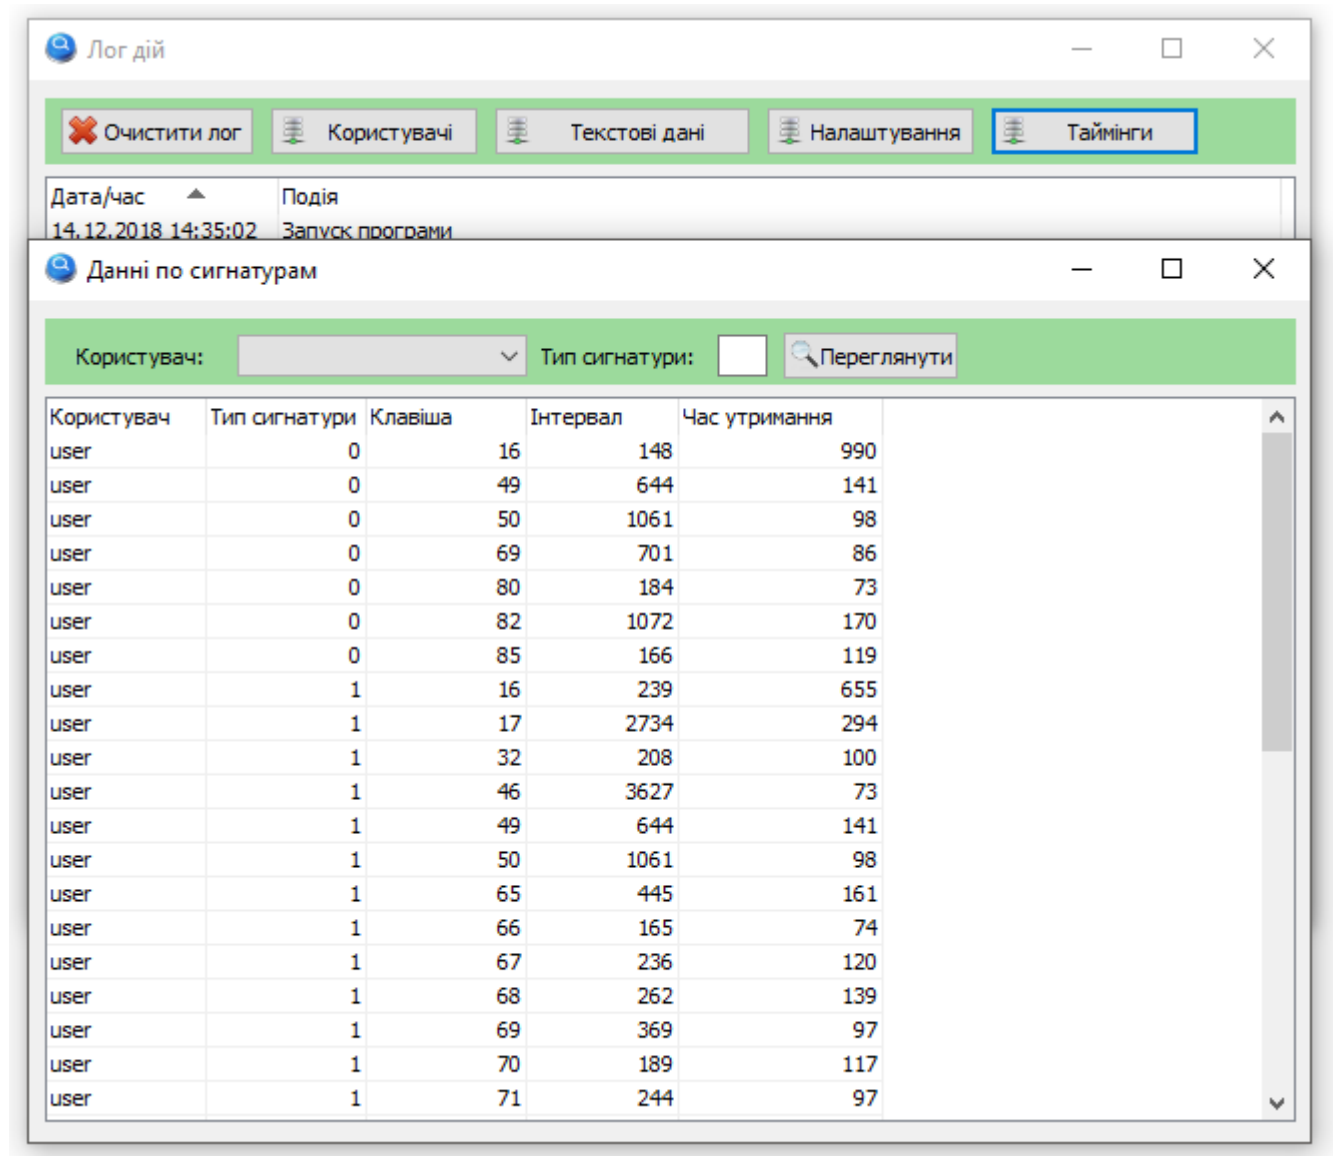 Лог дій
Очистити лог Користувачі Текстові дані Налаштування Таймінги
Дата/час Подія
14.12.2018 14:35:02 Запуск програми
Данні по сигнатурам
Користувач: Тип сигнатури: Переглянути
Користувач Тип сигнатури Клавіша Інтервал Час утримання
user 0 16 148 990
user 0 49 644 141
user 0 50 1061 98
user 0 69 701 86
user 0 80 184 73
user 0 82 1072 170
user 0 85 166 119
user 1 16 239 655
user 1 17 2734 294
user 1 32 208 100
user 1 46 3627 73
user 1 49 644 141
user 1 50 1061 98
user 1 65 445 161
user 1 66 165 74
user 1 67 236 120
user 1 68 262 139
user 1 69 369 97
user 1 70 189 117
user 1 71 244 97